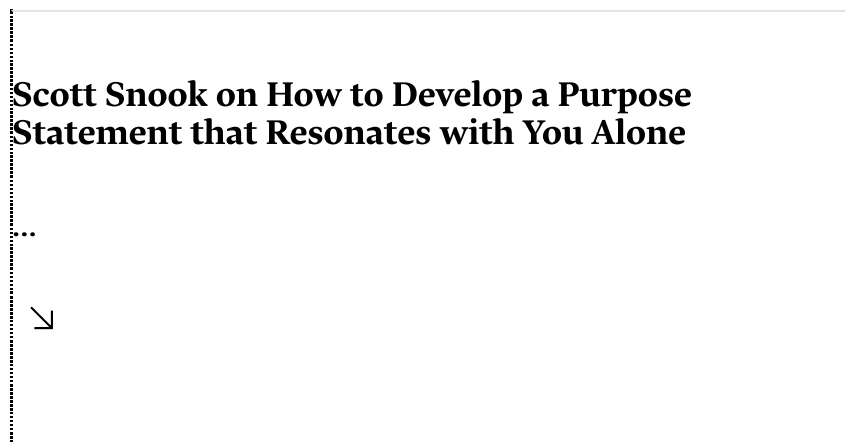 Scott Snook on How to Develop a Purpose
Statement that Resonates with You Alone
...